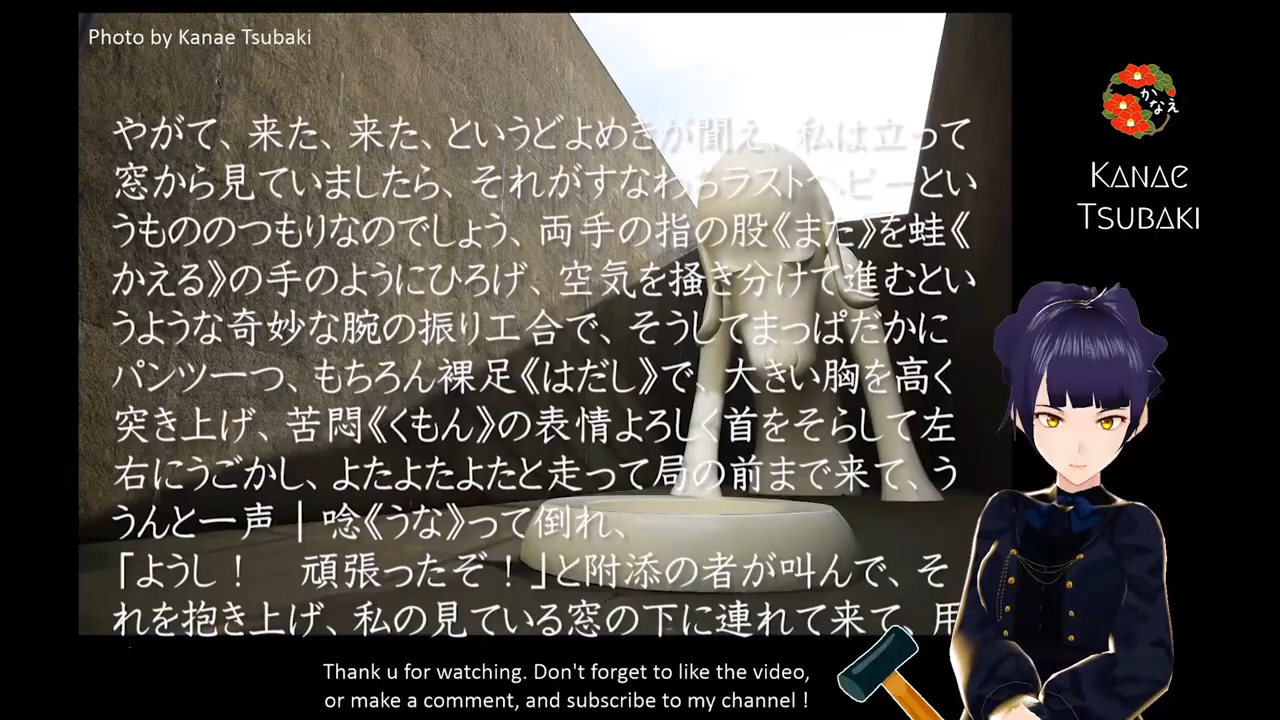 Photo by Kanae Tsubaki
やがて、来た、来た、というどよめきが聞え、私は立って
窓から見ていましたら、それがすなわちラストヘビーとい
うもののつもりなのでしょう、両手の指の股《また》を蛙《
かえる》の手のようにひろげ、空気を掻き分けて進むとい
うような奇妙な腕の振り工合で、そうしてまっぱだかに
パンツ一つ、もちろん裸足《はだし》で、大きい胸を高く
突き上げ、苦悶《くもん》の表情よろしく首をそらして左
右にうごかし、よたよたよたと走って局の前まで来て、う
うんと一声｜唸《うな》って倒れ、
「ようし！　頑張ったぞ！」と附添の者が叫んで、そ
れを抱き上げ、私の見ている窓の下に連れて来て、用
かなえ
KANAE
TSUBAKI
Thank u for watching. Don't forget to like the video,
or make a comment, and subscribe to my channel !